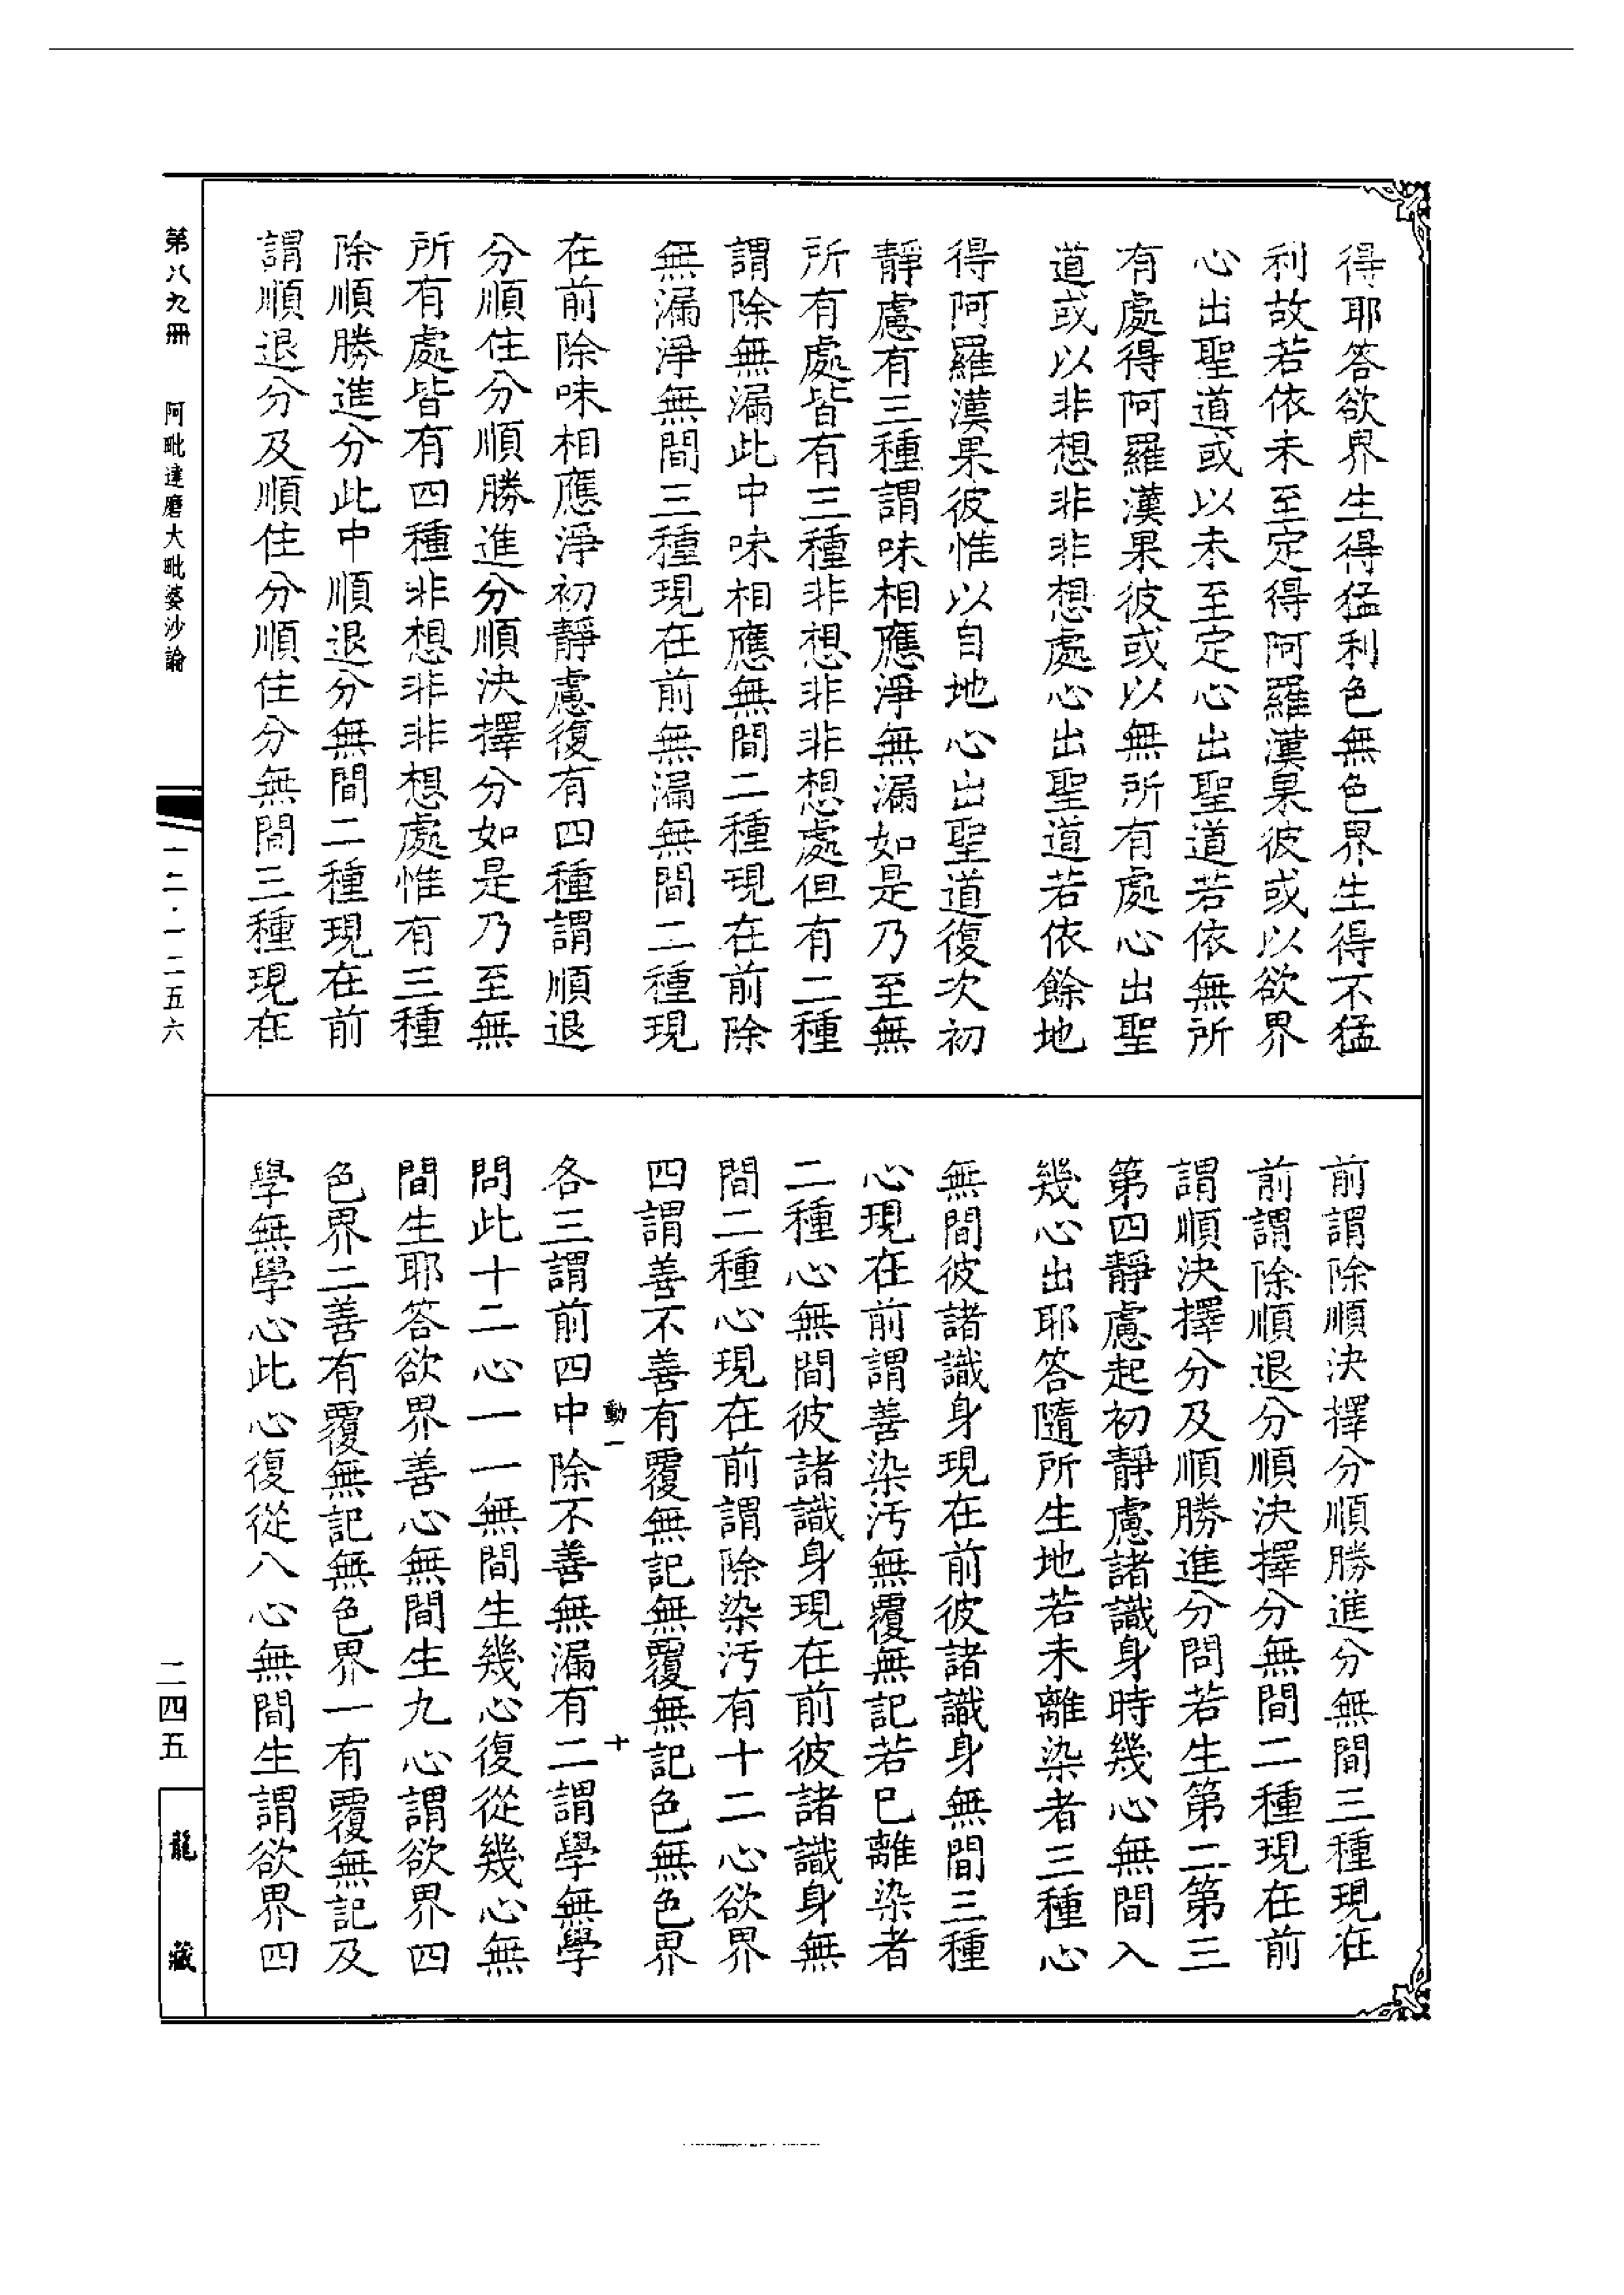 得耶答欲界生得猛利色無色界生得不猛
利故若依未至定得阿羅漢果彼或以欲界
心出聖道或以未至定心出聖道若依無所
有處得阿羅漢果彼或以無所有處心出聖
道或以非想非非想處心出聖道若依餘地
得阿羅漢果彼惟以自地心出聖道復次初
靜慮有三種謂味相應淨無漏如是乃至無
所有處皆有三種非想非非想處但有二種
謂除無漏此中味相應無間二種現在前除
無漏淨無間三種現在前無漏無間二種現
在前除味相應淨初靜慮復有四種謂順退
分順住分順勝進分順決擇分如是乃至無
所有處皆有四種非想非非想處惟有三種
除順勝進分此中順退分無間二種現在前
謂順退分及順住分順住分無間三種現在
前謂除順決擇分順勝進分無間三種現在
前謂除順退分順決擇分無間二種現在前
謂順決擇分及順勝進分問若生第二第三
第四靜慮起初靜慮諸識身時幾心無間入
幾心出耶答隨所生地若未離染者三種心
無間彼諸識身現在前彼諸識身無間三種
心現在前謂善染污無覆無記若已離染者
二種心無間彼諸識身現在前彼諸識身無
間二種心現在前謂除染污有十二心欲界
四謂善不善有覆無記無覆無記色無色界
各三謂前四中除不善無漏有二謂學無學
問此十二心一一無間生幾心復從幾心無
間生耶答欲界善心無間生九心謂欲界四
色界二善有覆無記無色界一有覆無記及
學無學心此心復從八心無間生謂欲界四
動一
十
第八九冊
阿毗達磨大毗婆沙論
一二·一二五六
二四五
龍藏